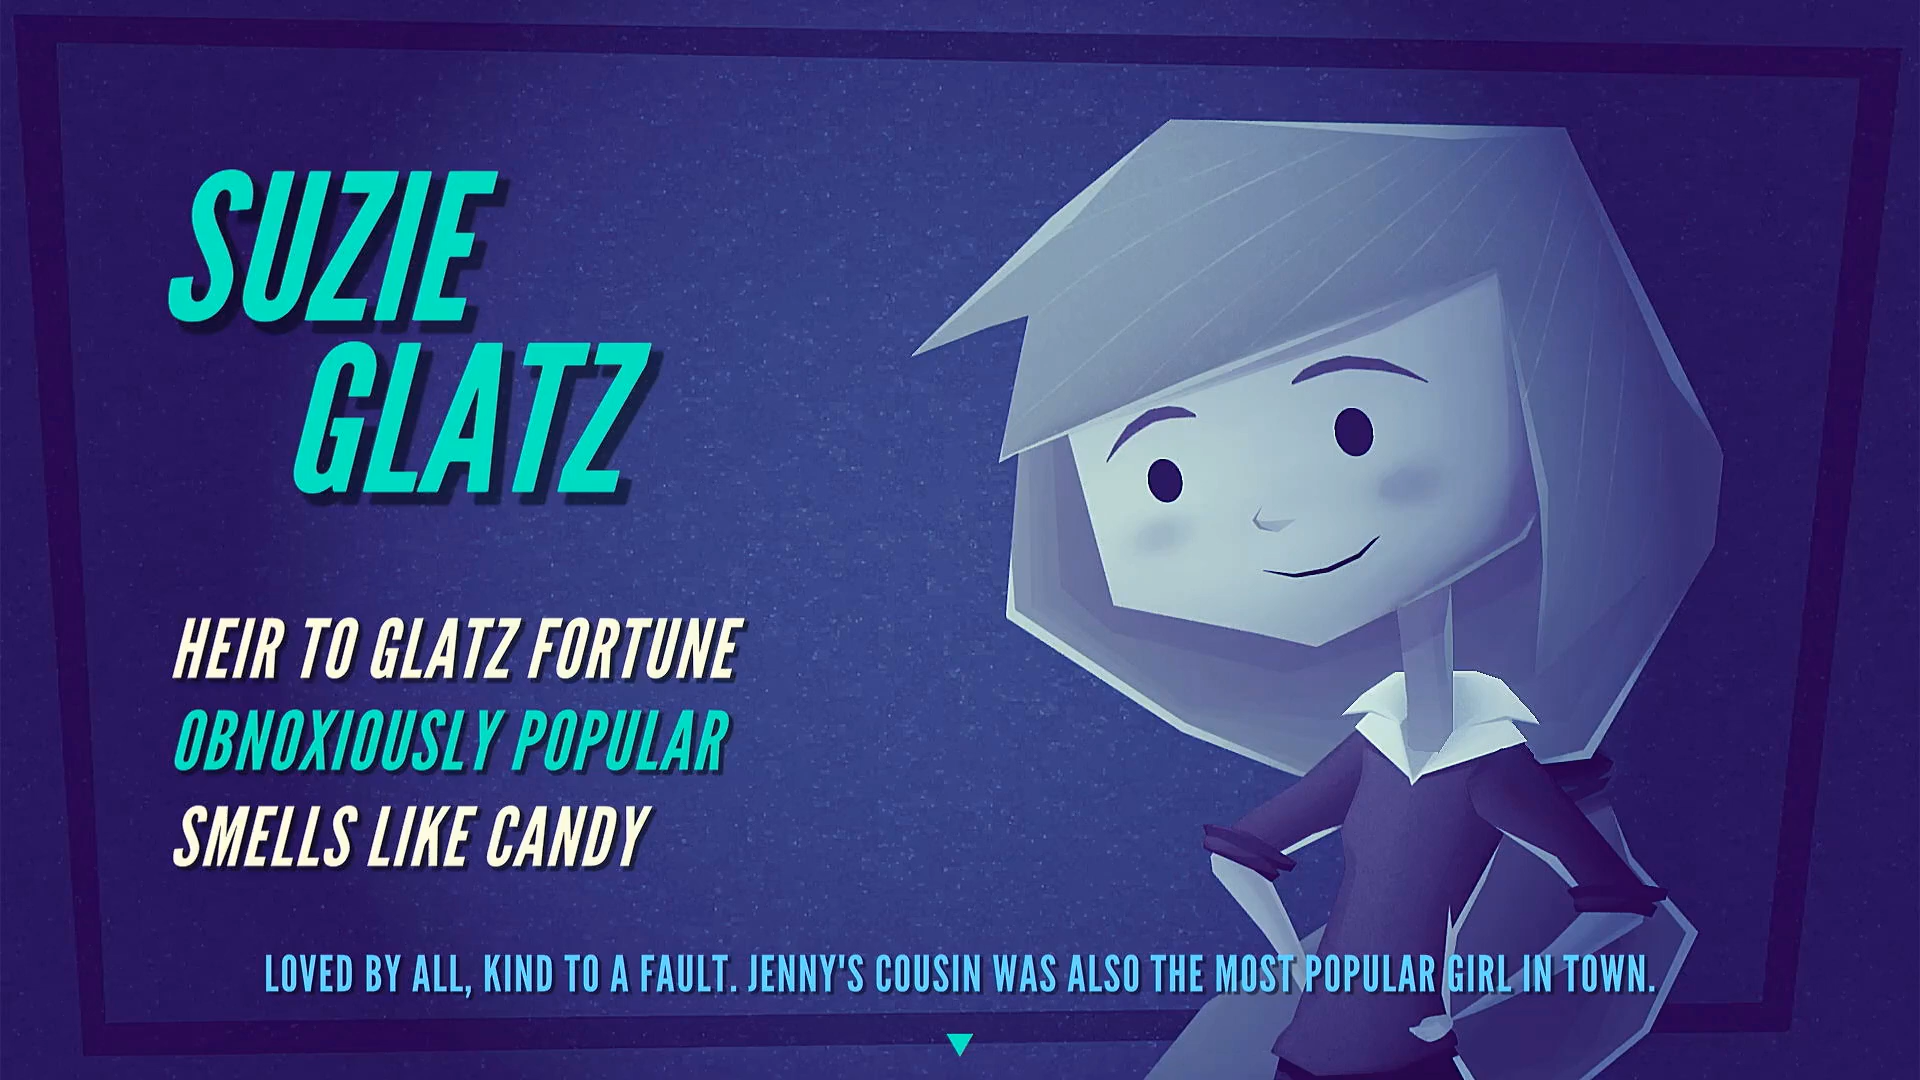 SUZIE
GLATZ
HEIR TO GLATZ FORTUNE
OBNOXIOUSLY POPULAR
SMELLS LIKE CANDY
LOVED BY ALL, KIND TO A FAULT. JENNY'S COUSIN WAS ALSO THE MOST POPULAR GIRL IN TOWN.